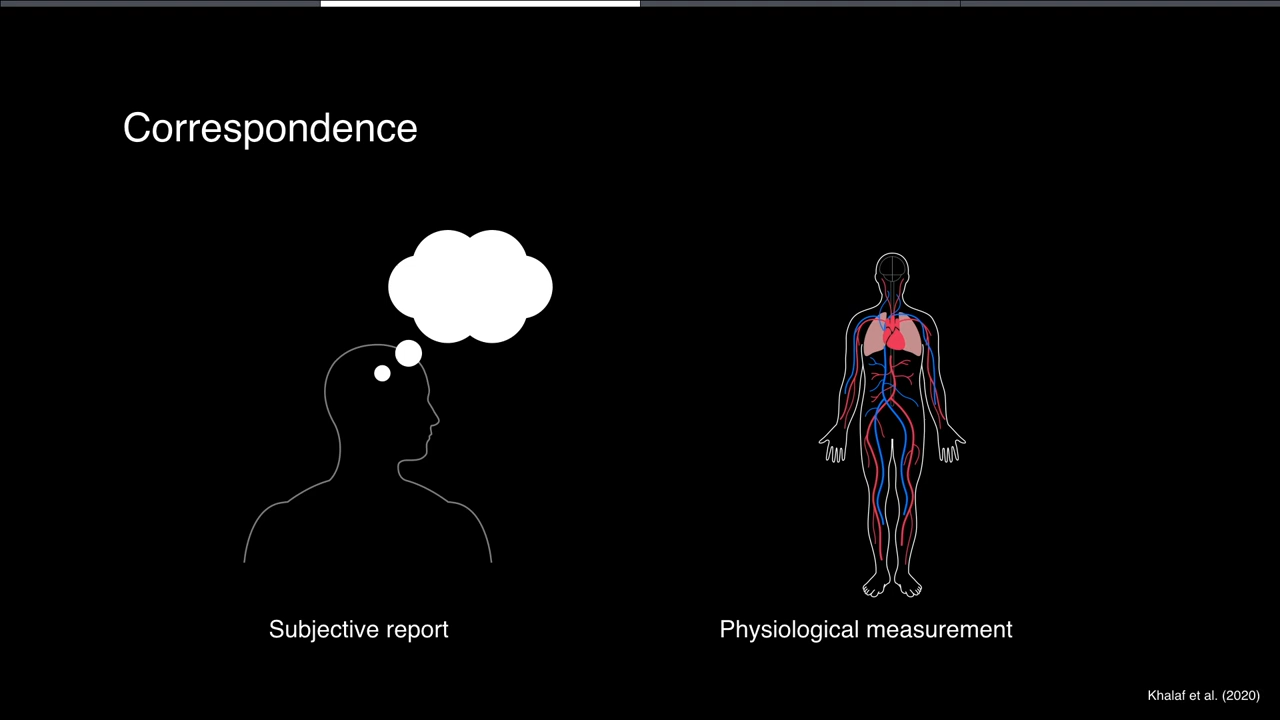 Correspondence
Subjective report
Physiological measurement
Khalaf et al. (2020)